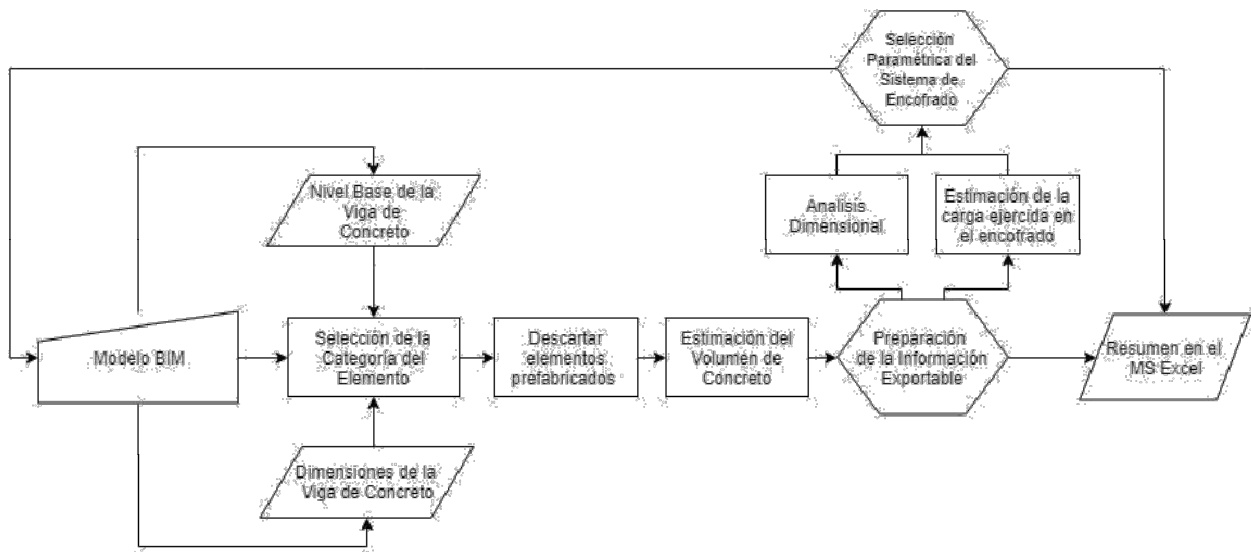 Selección
Paramétrica del
Sistema de
Encofrado
Nivel Base de la
Viga de
Concreto
Analisis
Dimensional
Estimación de la
carga ejercida en
el encofrado
Modelo BIM
Selección de la
Categoría del
Elemento
Descartar
elementos
prefabricados
Estimación del
Volumén de
Concreto
Preparación
de la Información
Exportable
Resumen en el
MS Excel
Dimensiones de la
Viga de Concreto